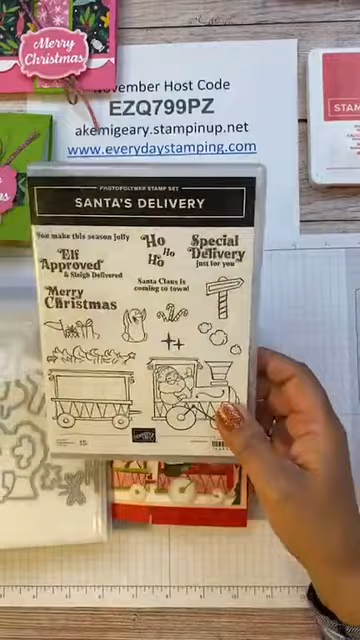 Merry
Christmas
November Host Code
EZQ799PZ
akemigeary.stampinup.net
www.everydaystamping.com
STAM
PHOTOPOLYMER STAMP SET
SANTA'S DELIVERY
You make this season jolly
Elf
Approved
& Sleigh Delivered
Ho
Ho
Ho
Special
Delivery
just for you
Merry
Christmas
Santa Claus is
coming to town!
15